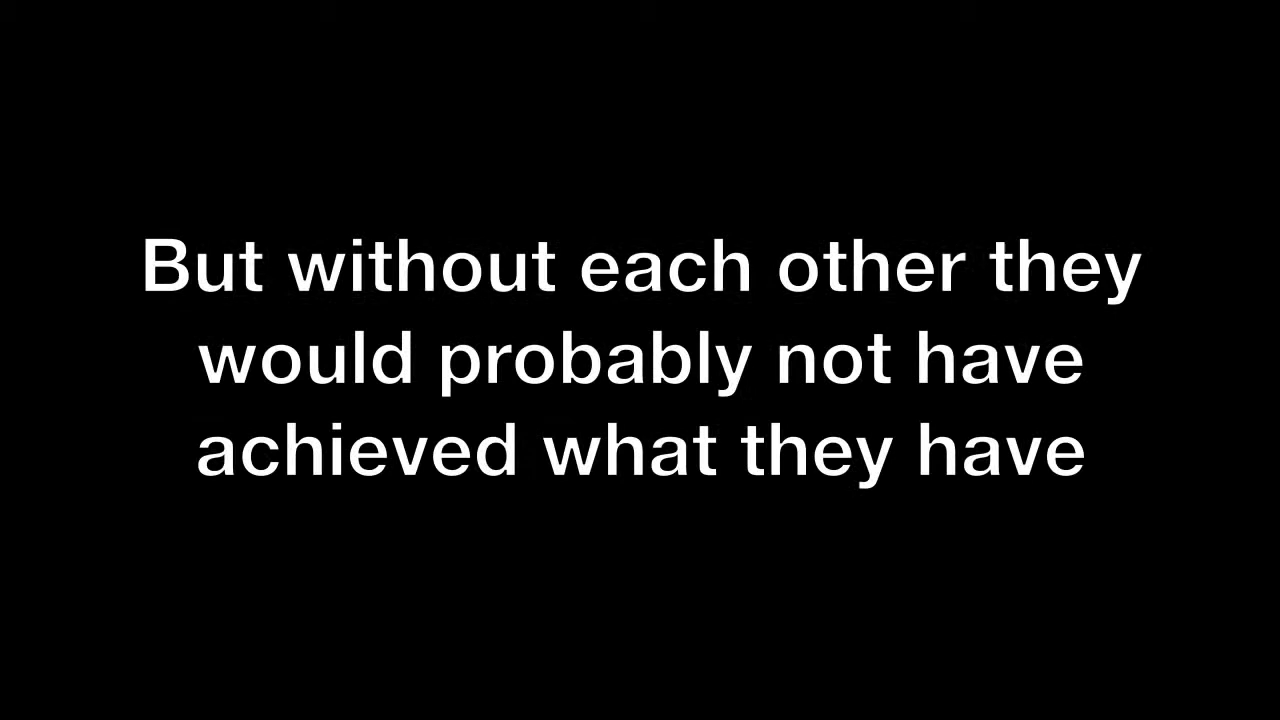 But without each other they
would probably not have
achieved what they have